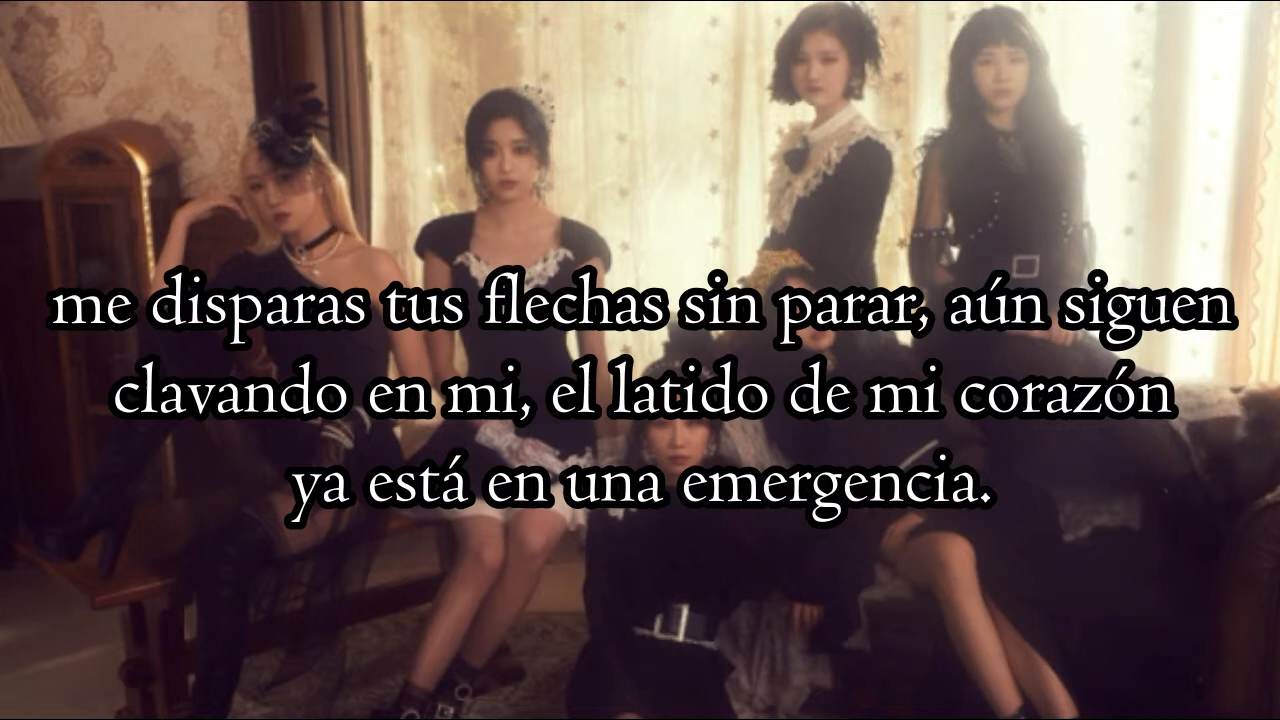 me disparas tus flechas sin parar, aún siguen
clavando en mi, el latido de mi corazón
ya está en una emergencia.